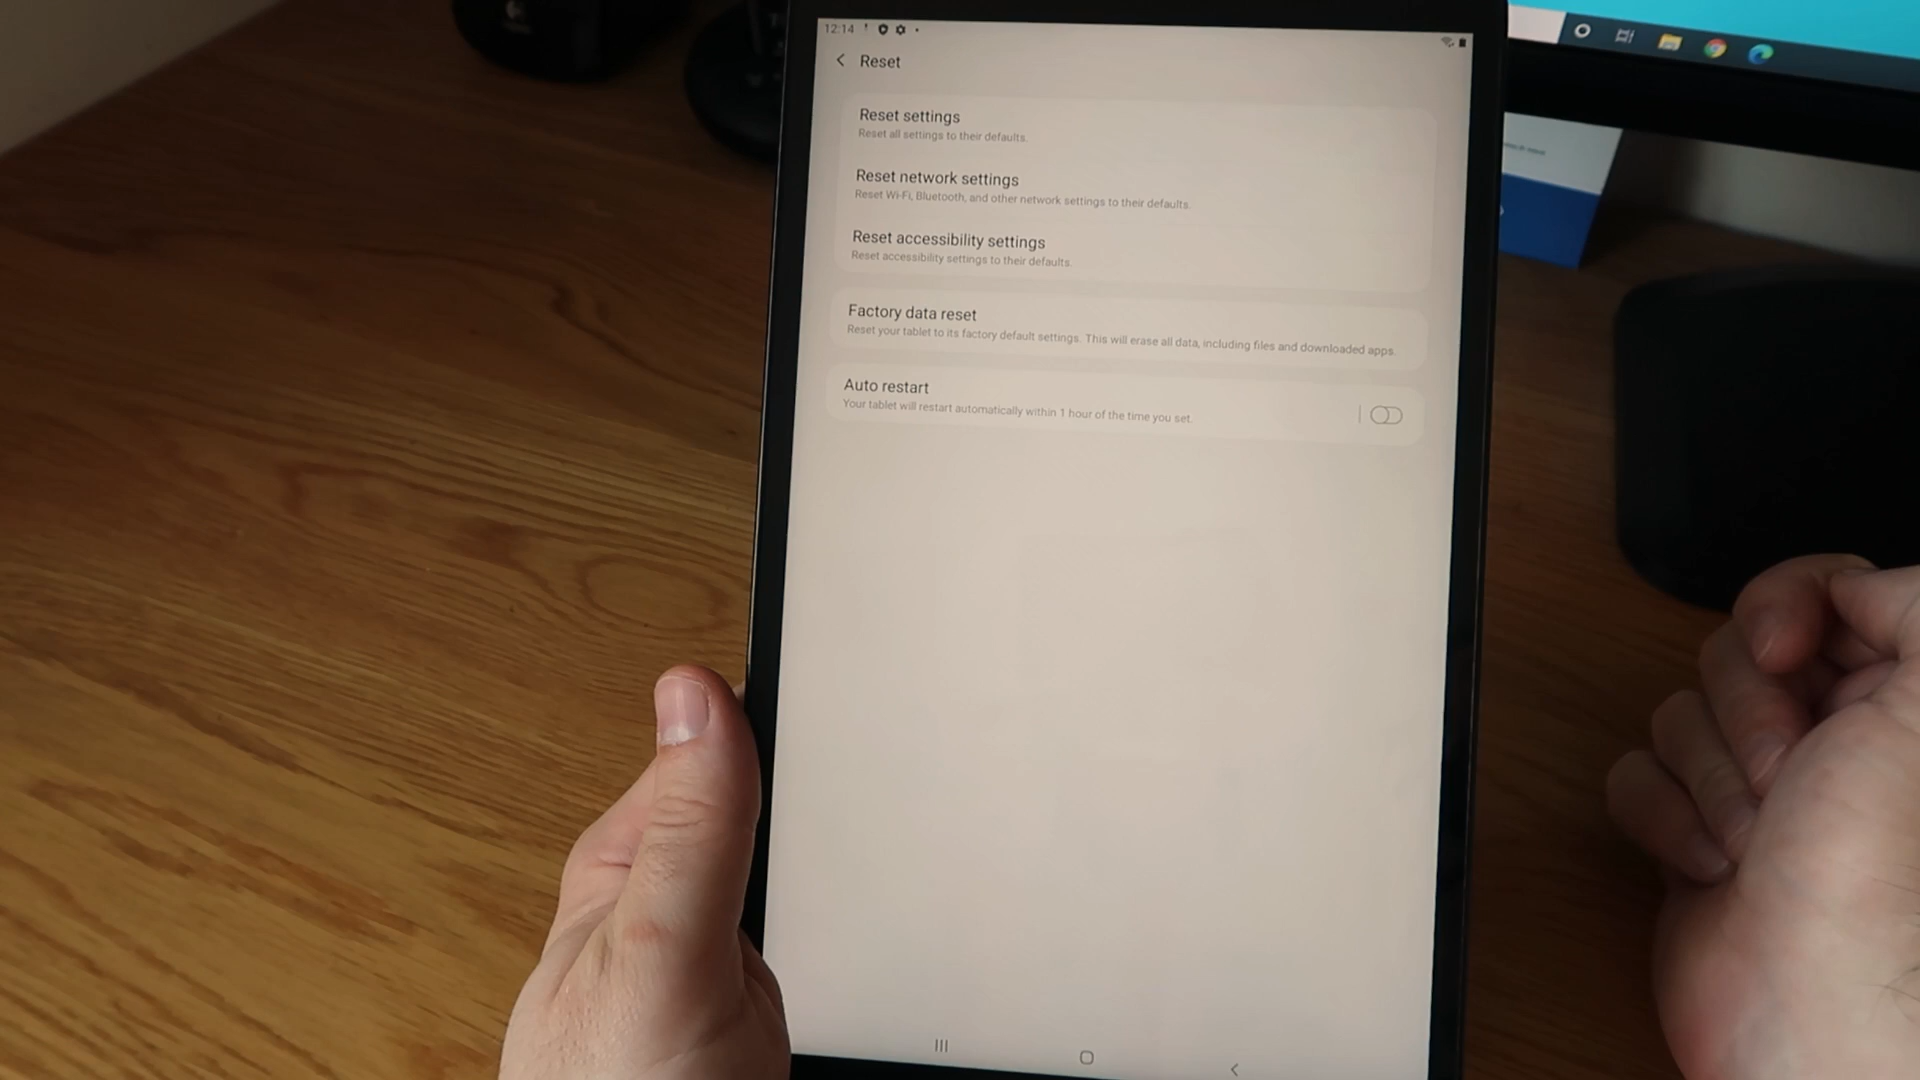 12:14
Reset
Reset settings
Reset all settings to their defaults.
Reset network settings
Reset Wi-Fi, Bluetooth, and other network settings to their defaults.
Reset accessibility settings
Reset accessibility settings to their defaults.
Factory data reset
Reset your tablet to its factory default settings. This will erase all data, including files and downloaded apps.
Auto restart
Your tablet will restart automatically within 1 hour of the time you set.